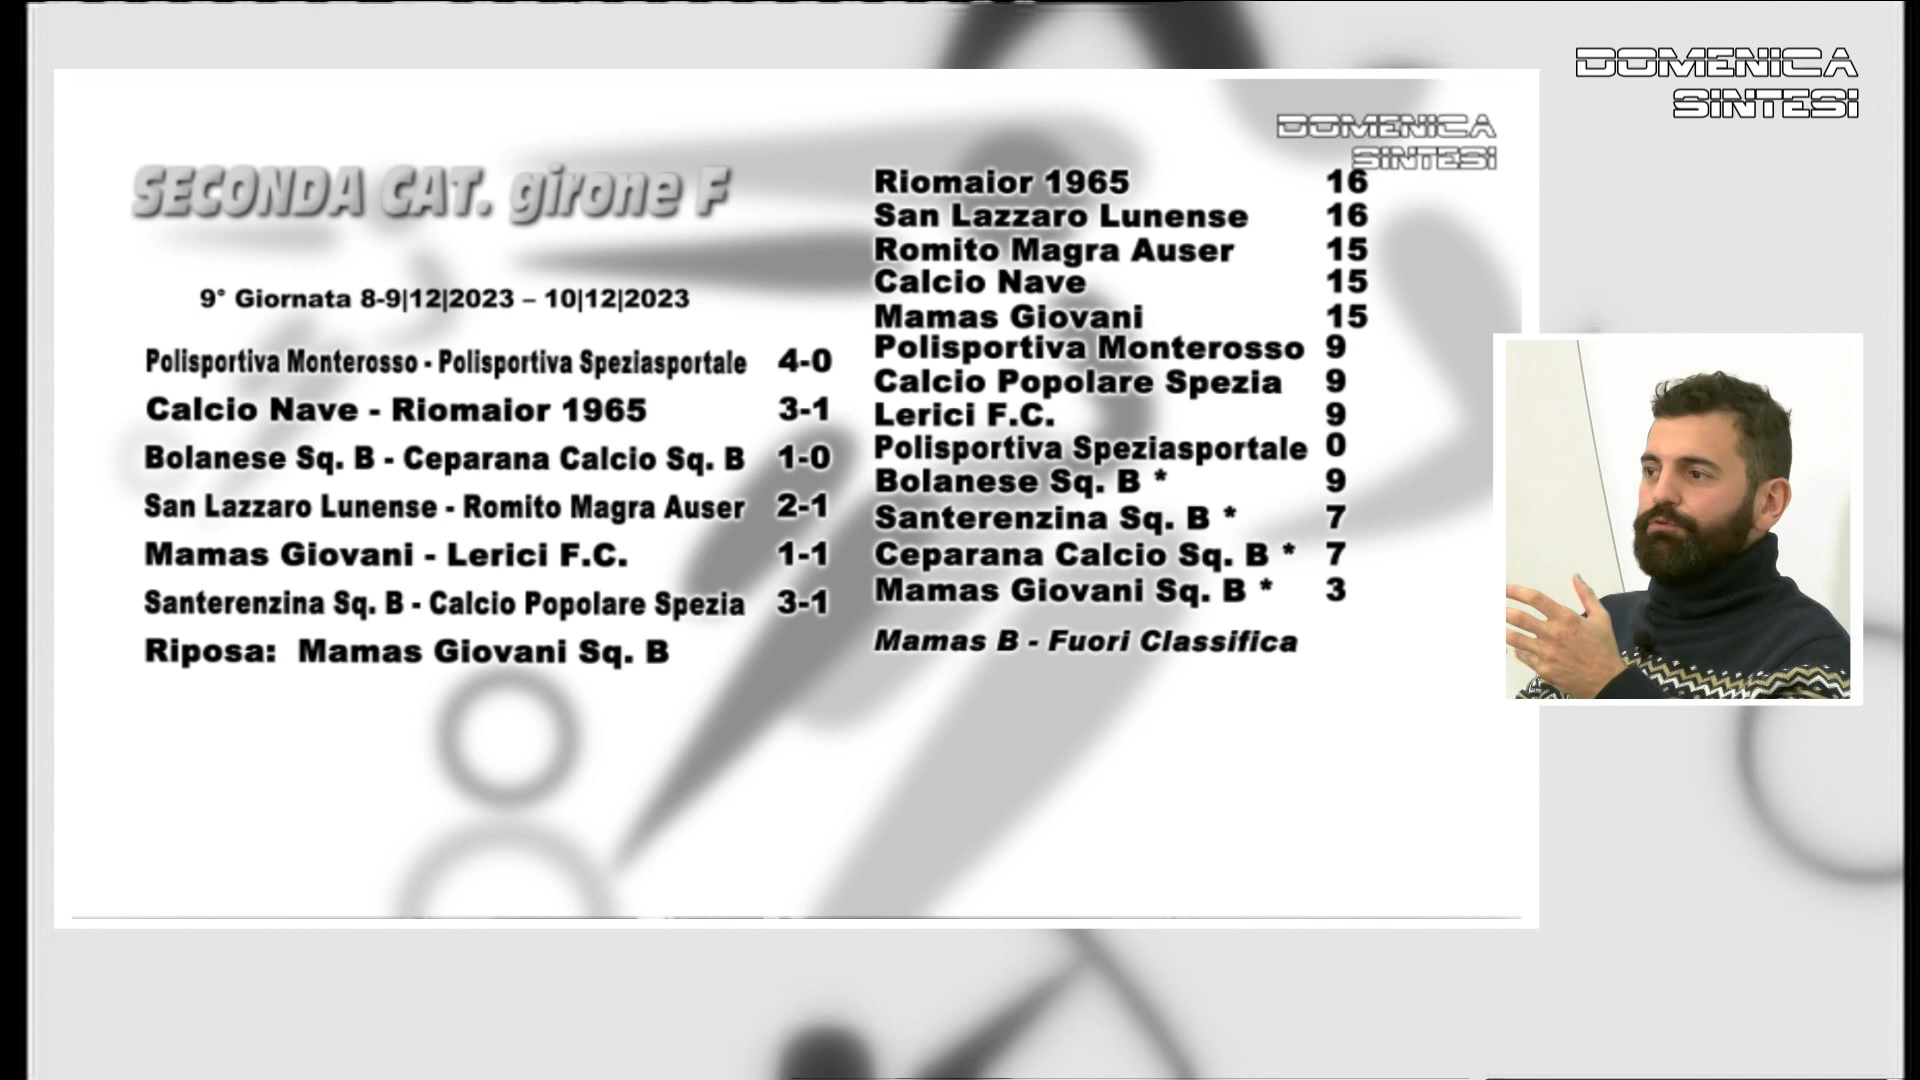 DOMENICA
SINTESI
DOMENICA
SINTESI
SECONDA CAT. girone F
9° Giornata 8-9|12|2023 – 10|12|2023
Polisportiva Monterosso - Polisportiva Speziasportale 4-0
Calcio Nave - Riomaior 1965 3-1
Bolanese Sq. B - Ceparana Calcio Sq. B 1-0
San Lazzaro Lunense - Romito Magra Auser 2-1
Mamas Giovani - Lerici F.C. 1-1
Santerenzina Sq. B - Calcio Popolare Spezia 3-1
Riposa: Mamas Giovani Sq. B
Riomaior 1965 16
San Lazzaro Lunense 16
Romito Magra Auser 15
Calcio Nave 15
Mamas Giovani 15
Polisportiva Monterosso 9
Calcio Popolare Spezia 9
Lerici F.C. 9
Polisportiva Speziasportale 0
Bolanese Sq. B * 9
Santerenzina Sq. B * 7
Ceparana Calcio Sq. B * 7
Mamas Giovani Sq. B * 3
Mamas B - Fuori Classifica